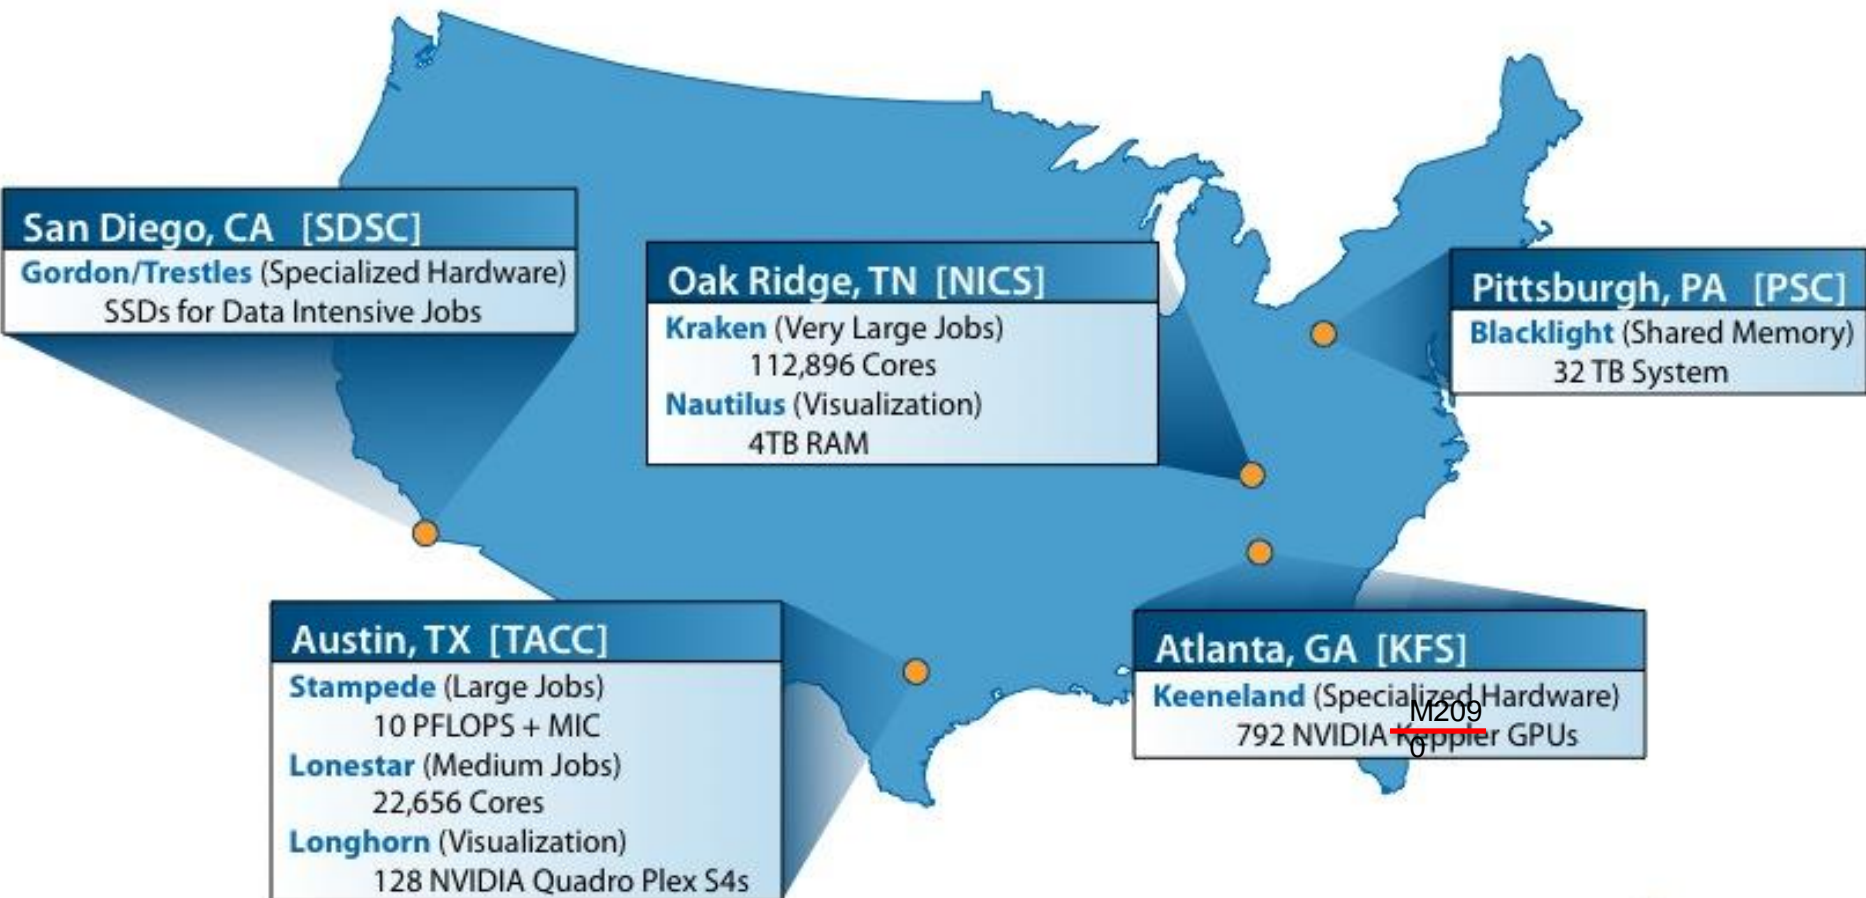 San Diego, CA [SDSC]
Gordon/Trestles (Specialized Hardware)
SSDs for Data Intensive Jobs
Oak Ridge, TN [NICS]
Kraken (Very Large Jobs)
112,896 Cores
Nautilus (Visualization)
4TB RAM
Pittsburgh, PA [PSC]
Blacklight (Shared Memory)
32 TB System
Austin, TX [TACC]
Stampede (Large Jobs)
10 PFLOPS + MIC
Lonestar (Medium Jobs)
22,656 Cores
Longhorn (Visualization)
128 NVIDIA Quadro Plex S4s
Atlanta, GA [KFS]
Keeneland (Specialized Hardware)
M209
792 NVIDIA Keppler GPUs
0